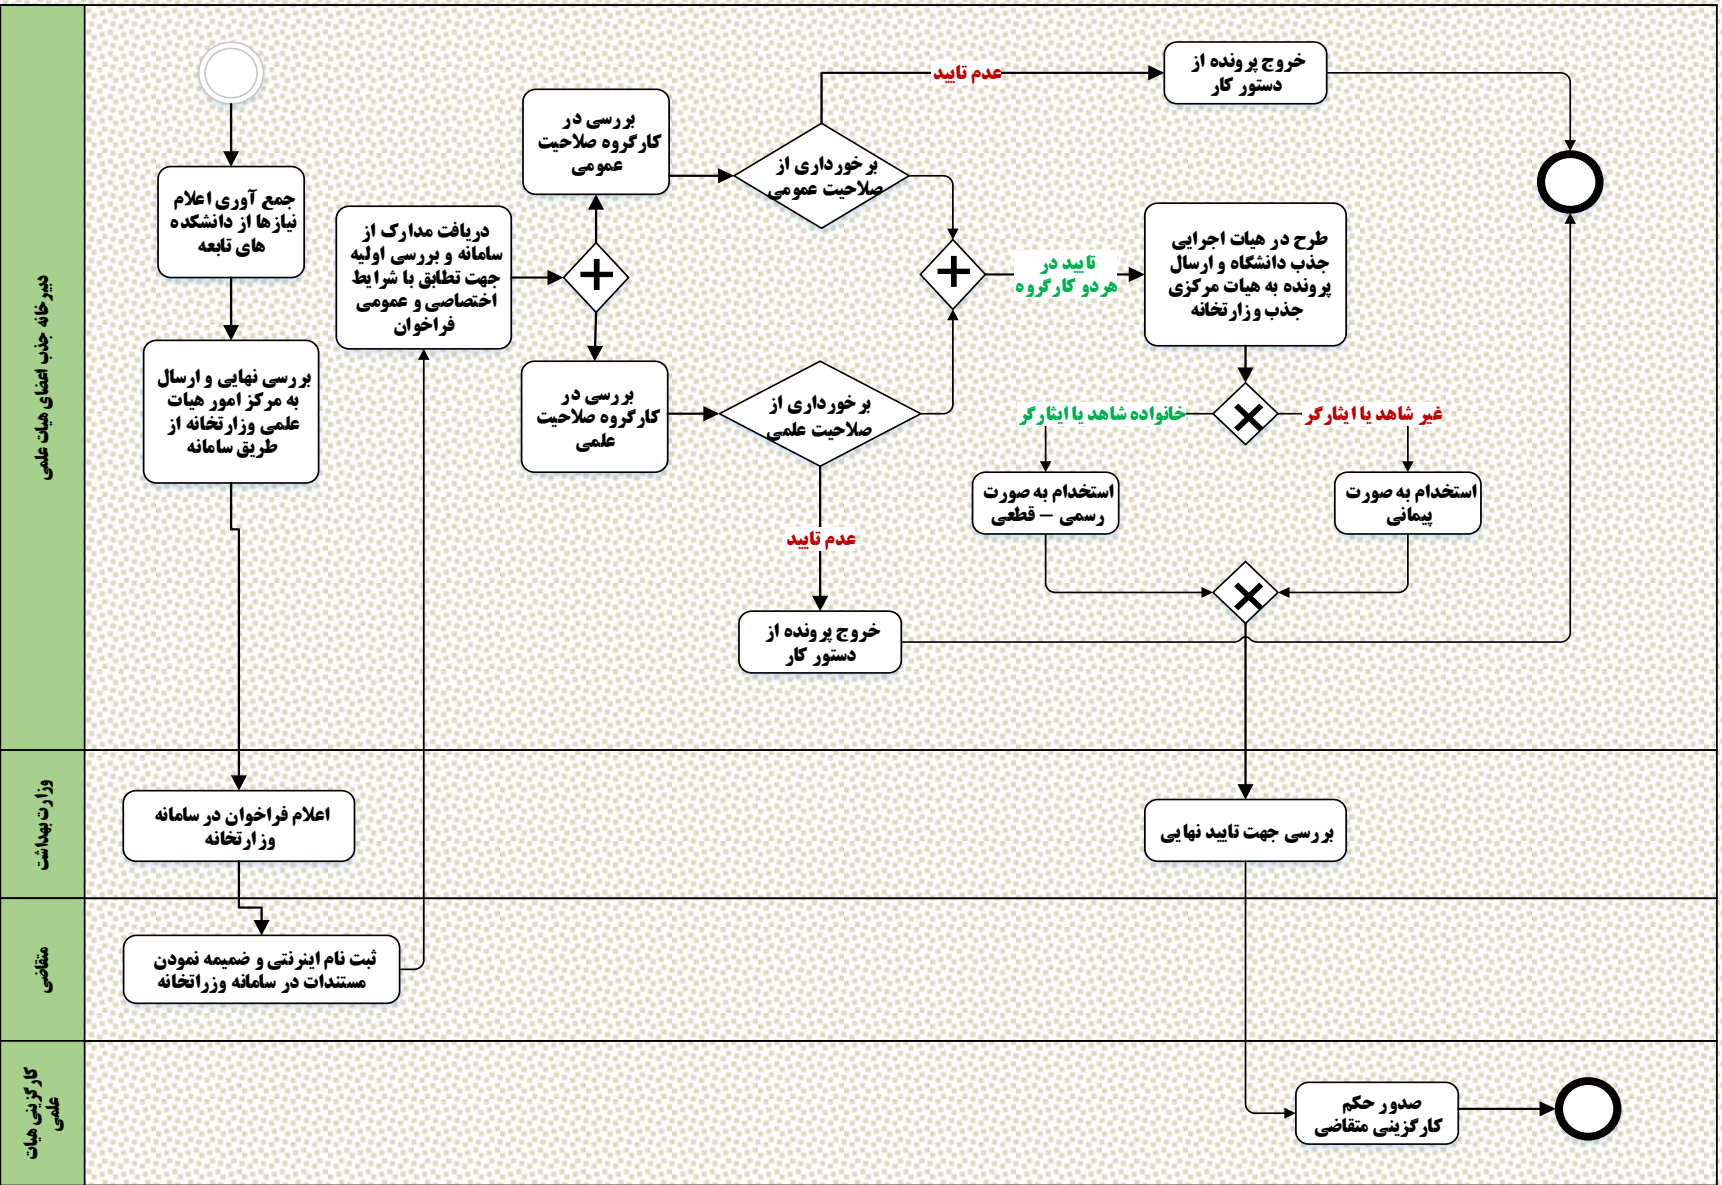 دبیرخانه جذب اعضای هیات علمی
جمع آوری اعلام
نیازها از دانشکده
های تابعه
بررسی نهایی و ارسال
به مرکز امور هیات
علمی وزارتخانه از
طریق سامانه
دریافت مدارک از
سامانه و بررسی اولیه
جهت تطابق با شرایط
اختصاصی و عمومی
فراخوان
بررسی در
کارگروه صلاحیت
عمومی
بررسی در
کارگروه صلاحیت
علمی
برخورداری از
صلاحیت عمومی
برخورداری از
صلاحیت علمی
عدم تایید
خروج پرونده از
دستور کار
عدم تایید
خروج پرونده از
دستور کار
تایید در
هردو کارگروه
طرح در هیات اجرایی
جذب دانشگاه و ارسال
پرونده به هیات مرکزی
جذب وزارتخانه
خانواده شاهد یا ایثارگر
غیر شاهد یا ایثارگر
استخدام به صورت
رسمی – قطعی
استخدام به صورت
پیمانی
وزارت بهداشت
اعلام فراخوان در سامانه
وزارتخانه
بررسی جهت تایید نهایی
متقاضی
ثبت نام اینرنتی و ضمیمه نمودن
مستندات در سامانه وزراتخانه
کارگزینی هیات
علمی
صدور حکم
کارگزینی متقاضی